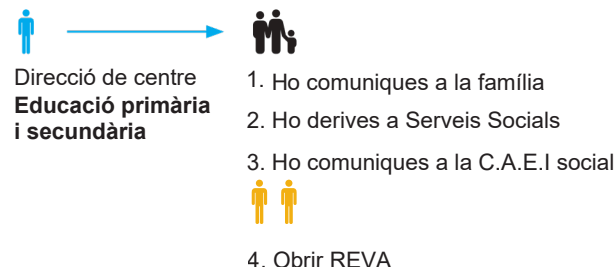 Direcció de centre
Educació primària
i secundària
1. Ho comuniques a la família
2. Ho derives a Serveis Socials
3. Ho comuniques a la C.A.E.I social
4. Obrir REVA